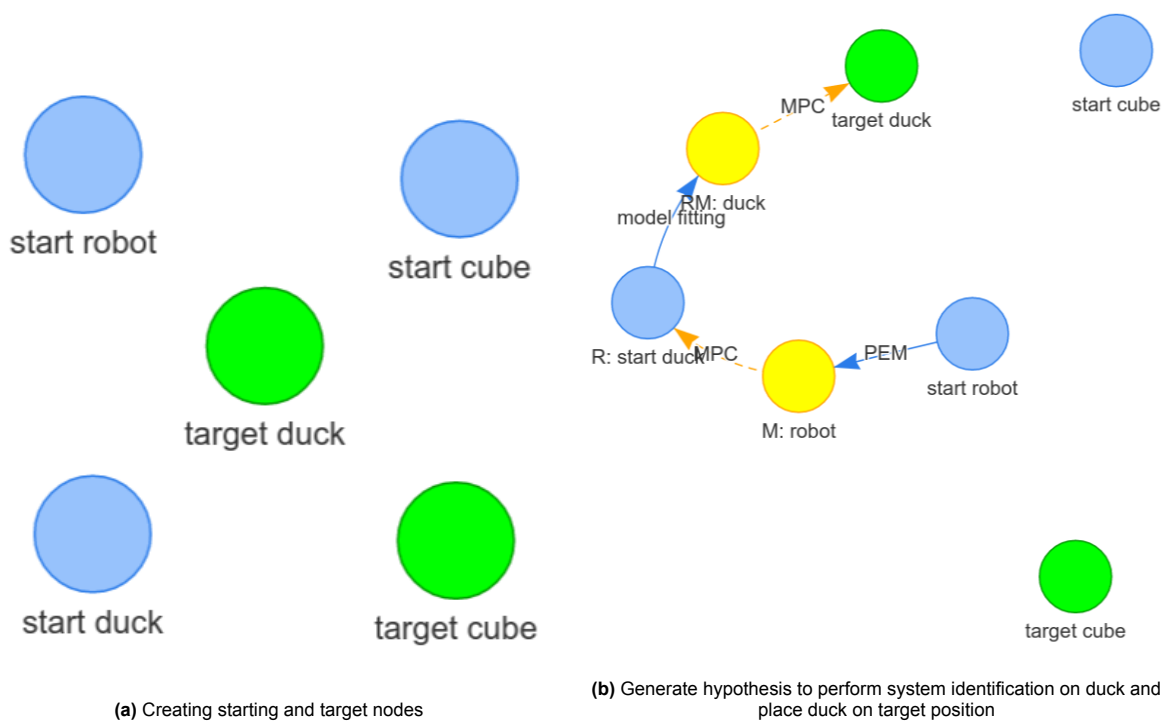 start robot
start cube
target duck
start duck
target cube
(a) Creating starting and target nodes
start cube
MPC
target duck
RM: duck
model fitting
R: start duck
MPC
PEM
start robot
M: robot
target cube
(b) Generate hypothesis to perform system identification on duck and
place duck on target position